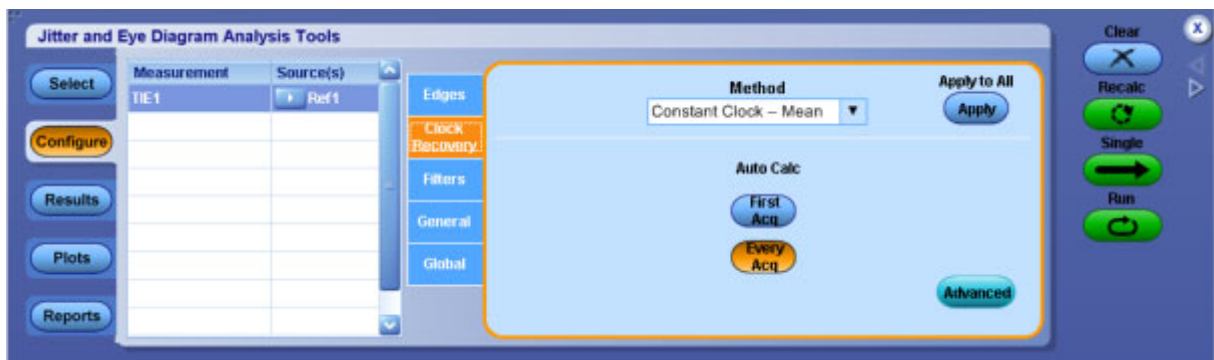 Jitter and Eye Diagram Analysis Tools
Select
Configure
Results
Plots
Reports
Measurement Source(s)
TIE1 Ref1
Edges
Clock
Recovery
Filters
General
Global
Method
Constant Clock – Mean
Apply to All
Apply
Auto Calc
First
Acq
Every
Acq
Advanced
Clear
X
Recalc
Single
Run